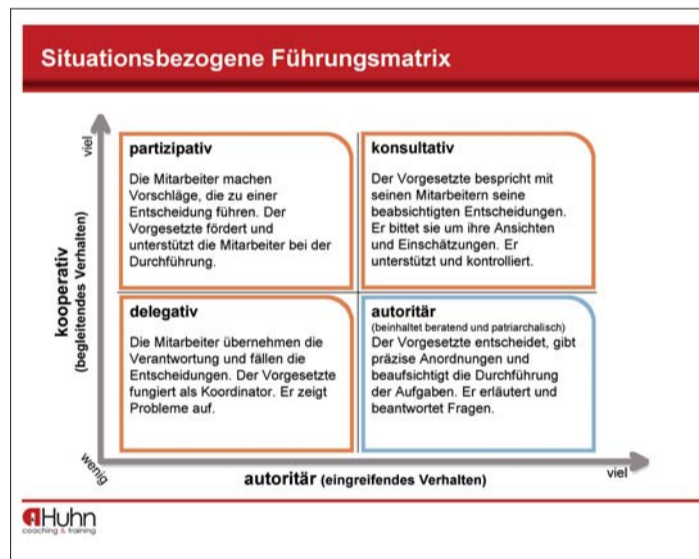 Situationsbezogene Führungsmatrix
viel
kooperativ
(begleitendes Verhalten)
partizipativ
Die Mitarbeiter machen
Vorschläge, die zu einer
Entscheidung führen. Der
Vorgesetzte fördert und
unterstützt die Mitarbeiter bei der
Durchführung.
konsultativ
Der Vorgesetzte bespricht mit
seinen Mitarbeitern seine
beabsichtigten Entscheidungen.
Er bittet sie um ihre Ansichten
und Einschätzungen. Er
unterstützt und kontrolliert.
delegativ
Die Mitarbeiter übernehmen die
Verantwortung und fällen die
Entscheidungen. Der Vorgesetzte
fungiert als Koordinator. Er zeigt
Probleme auf.
autoritär
(beinhaltet beratend und patriarchalisch)
Der Vorgesetzte entscheidet, gibt
präzise Anordnungen und
beaufsichtigt die Durchführung
der Aufgaben. Er erläutert und
beantwortet Fragen.
wenig
autoritär (eingreifendes Verhalten)
viel
Huhn
coaching & training